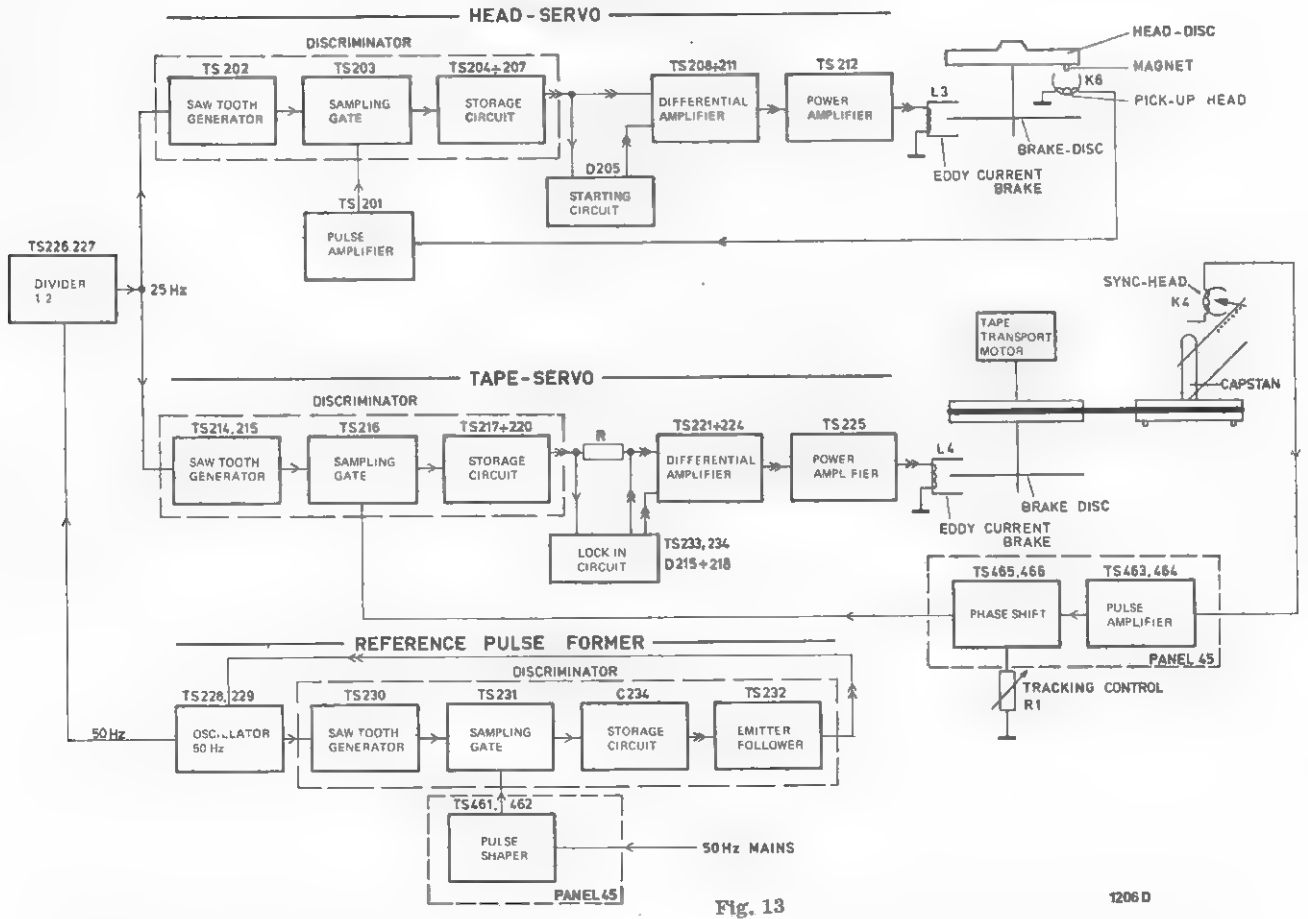 HEAD-SERVO
DISCRIMINATOR
TS 202
SAW TOOTH
GENERATOR
TS203
SAMPLING
GATE
TS204÷207
STORAGE
CIRCUIT
TS208÷211
DIFFERENTIAL
AMPLIFIER
TS 212
POWER
AMPLIFIER
L3
HEAD-DISC
MAGNET
K6
PICK-UP HEAD
BRAKE-DISC
EDDY CURRENT
BRAKE
D205
STARTING
CIRCUIT
TS 201
PULSE
AMPLIFIER
TS226,227
DIVIDER
1:2
25 Hz
SYNC-HEAD
K4
TAPE
TRANSPORT
MOTOR
CAPSTAN
TAPE-SERVO
DISCRIMINATOR
TS214, 215
SAW TOOTH
GENERATOR
TS216
SAMPLING
GATE
TS217÷220
STORAGE
CIRCUIT
R
TS221÷224
DIFFERENTIAL
AMPLIFIER
TS225
POWER
AMPL FIER
L4
BRAKE DISC
EDDY CURRENT
BRAKE
LOCK IN
CIRCUIT
TS233, 234
D215÷218
TS465,466
PHASE SHIFT
TS463, 464
PULSE
AMPLIFIER
PANEL 45
TRACKING CONTROL
R1
REFERENCE PULSE FORMER
DISCRIMINATOR
50Hz
TS228, 229
OSCILLATOR
50 Hz
TS230
SAW TOOTH
GENERATOR
TS231
SAMPLING
GATE
C234
STORAGE
CIRCUIT
TS232
EMITTER
FOLLOWER
TS461, 462
PULSE
SHAPER
50Hz MAINS
PANEL 45
Fig. 13
1206 D